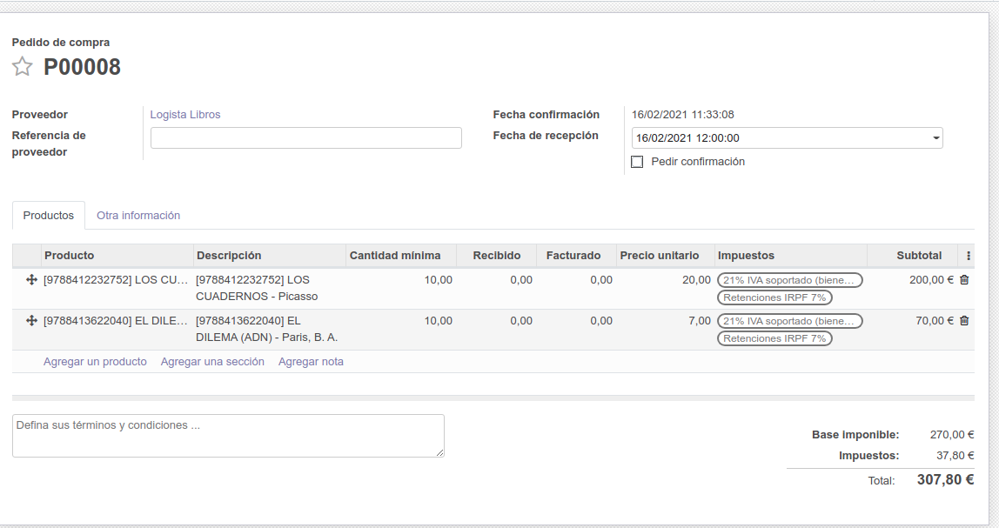 Pedido de compra
P00008
Proveedor
Logista Libros
Fecha confirmación
16/02/2021 11:33:08
Referencia de
proveedor
Fecha de recepción
16/02/2021 12:00:00
Pedir confirmación
Productos
Otra información
Producto Descripción Cantidad mínima Recibido Facturado Precio unitario Impuestos Subtotal
[9788412232752] LOS CU... [9788412232752] LOS 10,00 0,00 0,00 20,00 21% IVA soportado (biene... 200,00 €
CUADERNOS - Picasso Retenciones IRPF 7%
[9788413622040] EL DILE... [9788413622040] EL 10,00 0,00 0,00 7,00 21% IVA soportado (biene... 70,00 €
DILEMA (ADN) - Paris, B. A. Retenciones IRPF 7%
Agregar un producto Agregar una sección Agregar nota
Defina sus términos y condiciones ...
Base imponible: 270,00 €
Impuestos: 37,80 €
Total: 307,80 €